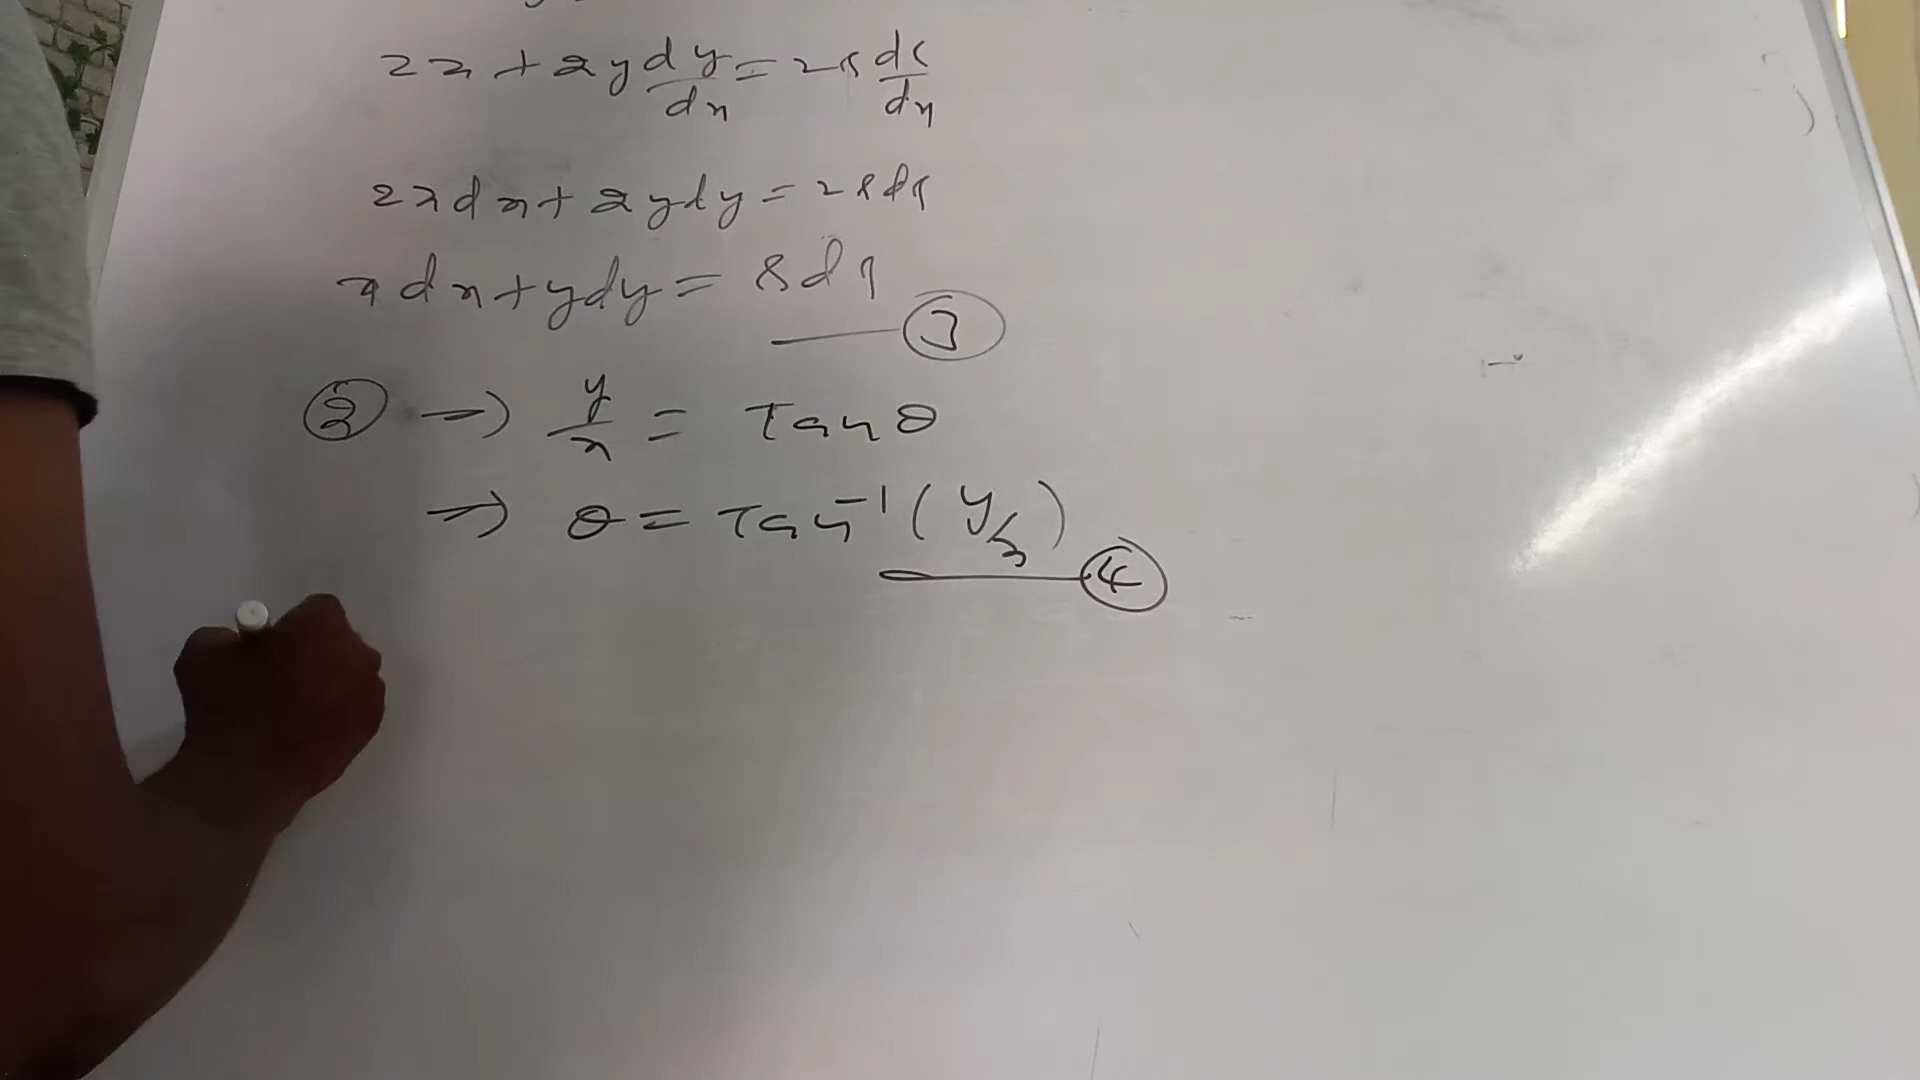 2x + 2y dy/dx = 2r dr/dx
2x dx + 2y dy = 2r dr
x dx + y dy = r dr
③
② → y/x = Tan θ
⇒ θ = Tan⁻¹ (y/x)
④